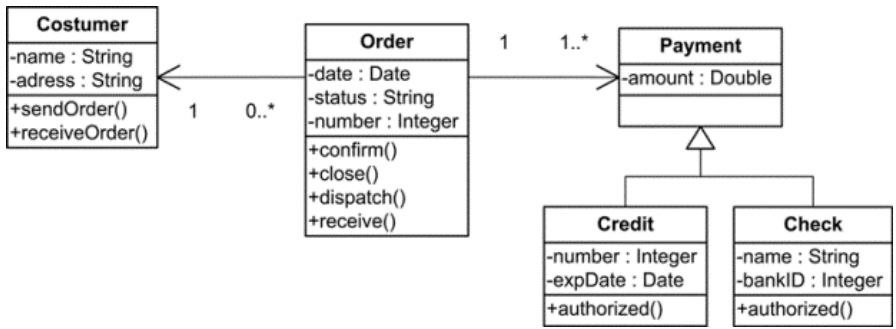 Costumer
-name : String
-adress : String
+sendOrder()
+receiveOrder()
1
0..*
Order
-date : Date
-status : String
-number : Integer
+confirm()
+close()
+dispatch()
+receive()
1
1..*
Payment
-amount : Double
Credit
-number : Integer
-expDate : Date
+authorized()
Check
-name : String
-bankID : Integer
+authorized()